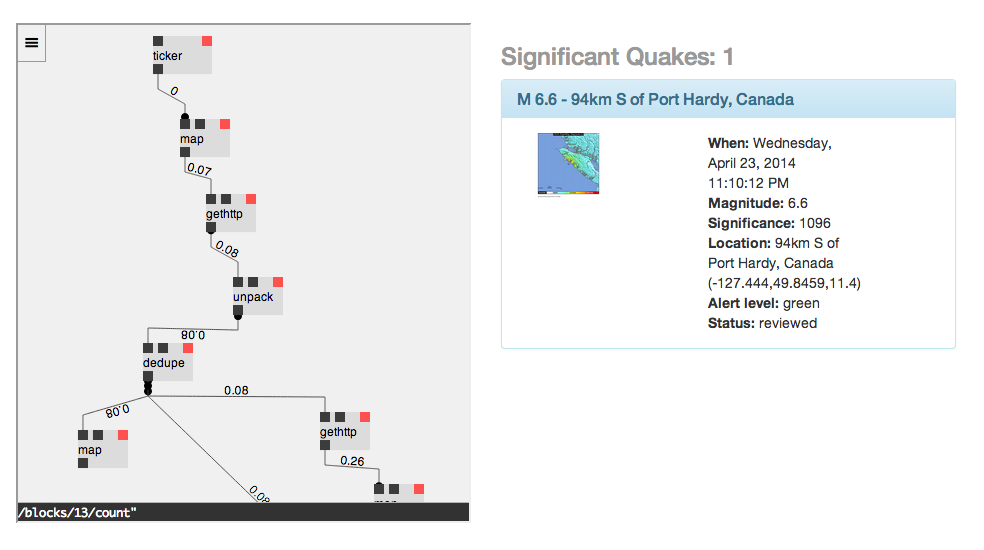 ticker
0
map
0.07
gethttp
0.08
unpack
0.08
dedupe
0.08
0.08
map
gethttp
0.26
0.08
/blocks/13/count"
Significant Quakes: 1
M 6.6 - 94km S of Port Hardy, Canada
When: Wednesday,
April 23, 2014
11:10:12 PM
Magnitude: 6.6
Significance: 1096
Location: 94km S of
Port Hardy, Canada
(-127.444,49.8459,11.4)
Alert level: green
Status: reviewed